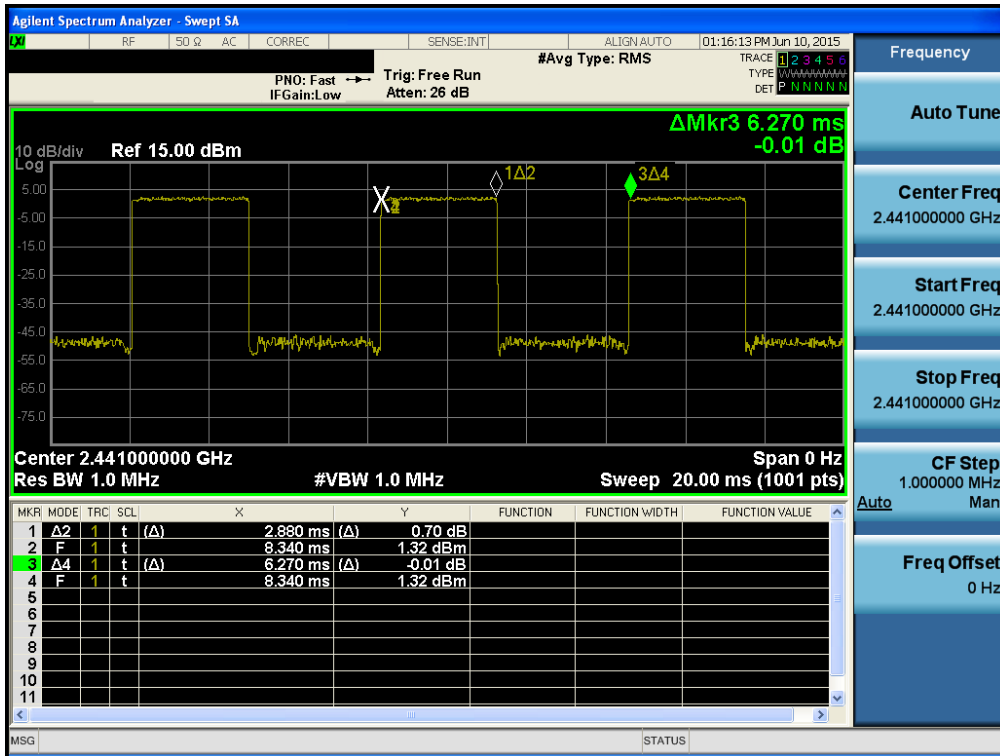 Agilent Spectrum Analyzer - Swept SA
LXI RF 50 Ω AC CORREC SENSE:INT ALIGN AUTO 01:16:13 PM Jun 10, 2015
#Avg Type: RMS
TRACE 1 2 3 4 5 6
TYPE WWWWWW
DET P N N N N N
PNO: Fast
IFGain:Low
Trig: Free Run
Atten: 26 dB
ΔMkr3 6.270 ms
-0.01 dB
10 dB/div Ref 15.00 dBm
Log
1Δ2 3Δ4
5.00
-5.00
-15.0
-25.0
-35.0
-45.0
-55.0
-65.0
-75.0
Center 2.441000000 GHz Span 0 Hz
Res BW 1.0 MHz #VBW 1.0 MHz Sweep 20.00 ms (1001 pts)
MKR MODE TRC SCL X Y FUNCTION FUNCTION WIDTH FUNCTION VALUE
1 Δ2 1 t (Δ) 2.880 ms (Δ) 0.70 dB
2 F 1 t 8.340 ms 1.32 dBm
3 Δ4 1 t (Δ) 6.270 ms (Δ) -0.01 dB
4 F 1 t 8.340 ms 1.32 dBm
5
6
7
8
9
10
11
MSG STATUS
Frequency
Auto Tune
Center Freq
2.441000000 GHz
Start Freq
2.441000000 GHz
Stop Freq
2.441000000 GHz
CF Step
1.000000 MHz
Auto Man
Freq Offset
0 Hz